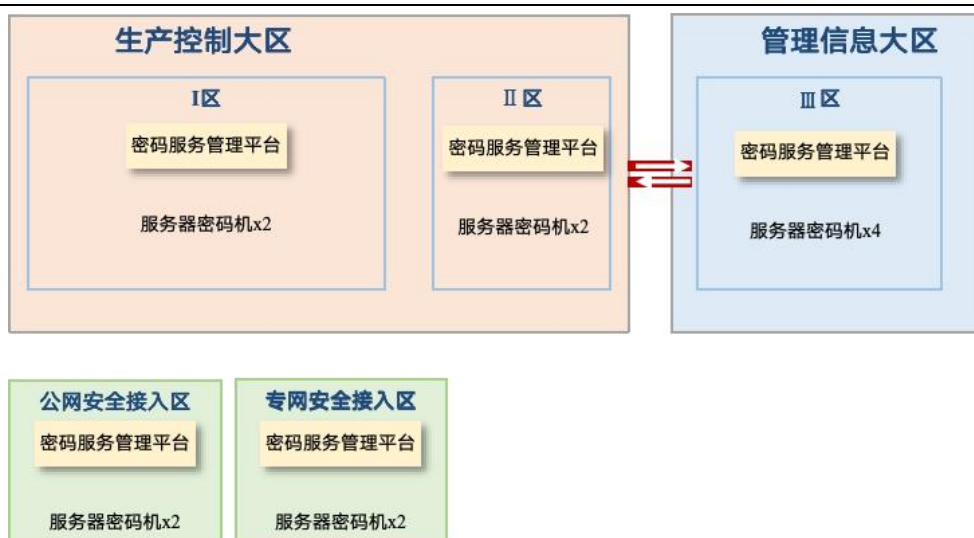 生产控制大区
管理信息大区
I区
II区
III区
密码服务管理平台
密码服务管理平台
密码服务管理平台
服务器密码机x2
服务器密码机x2
服务器密码机x4
公网安全接入区
专网安全接入区
密码服务管理平台
密码服务管理平台
服务器密码机x2
服务器密码机x2